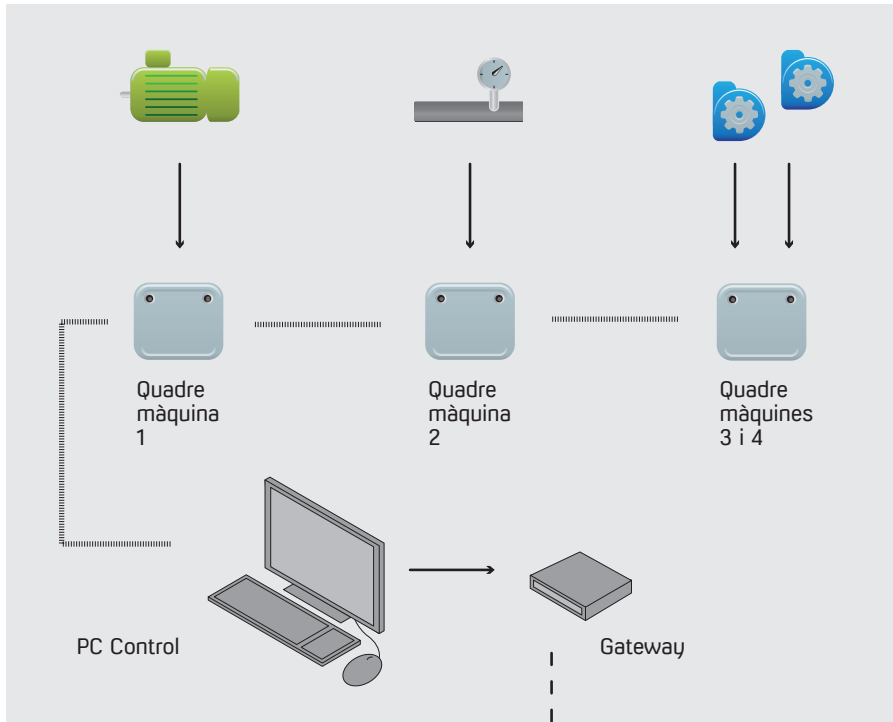 Quadre
màquina
1
Quadre
màquina
2
Quadre
màquines
3 i 4
PC Control
Gateway